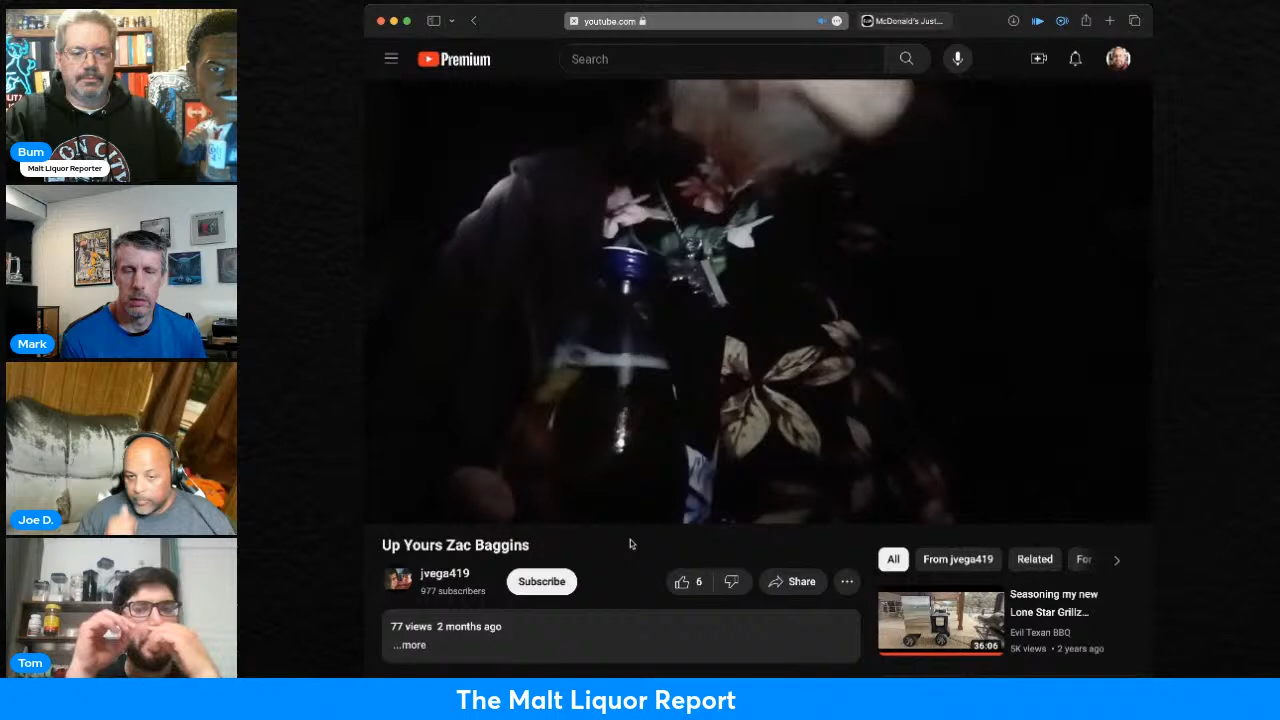 Bum
Malt Liquor Reporter
Mark
Joe D.
Tom
youtube.com
McDonald's Just...
Premium
Search
Up Yours Zac Baggins
jvega419
977 subscribers
Subscribe
6
Share
77 views 2 months ago
...more
All
From jvega419
Related
For
Seasoning my new
Lone Star Grillz...
Evil Texan BBQ
5K views • 2 years ago
36:06
The Malt Liquor Report